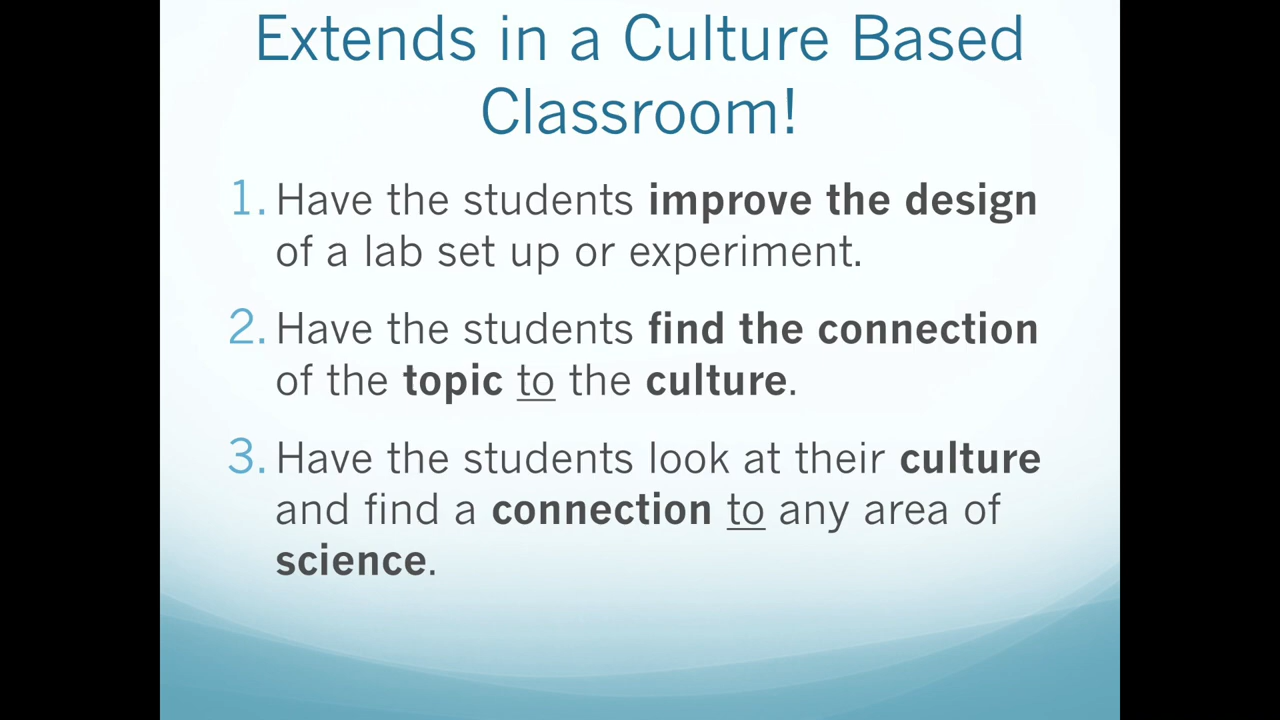 Extends in a Culture Based
Classroom!
1. Have the students improve the design
of a lab set up or experiment.
2. Have the students find the connection
of the topic to the culture.
3. Have the students look at their culture
and find a connection to any area of
science.